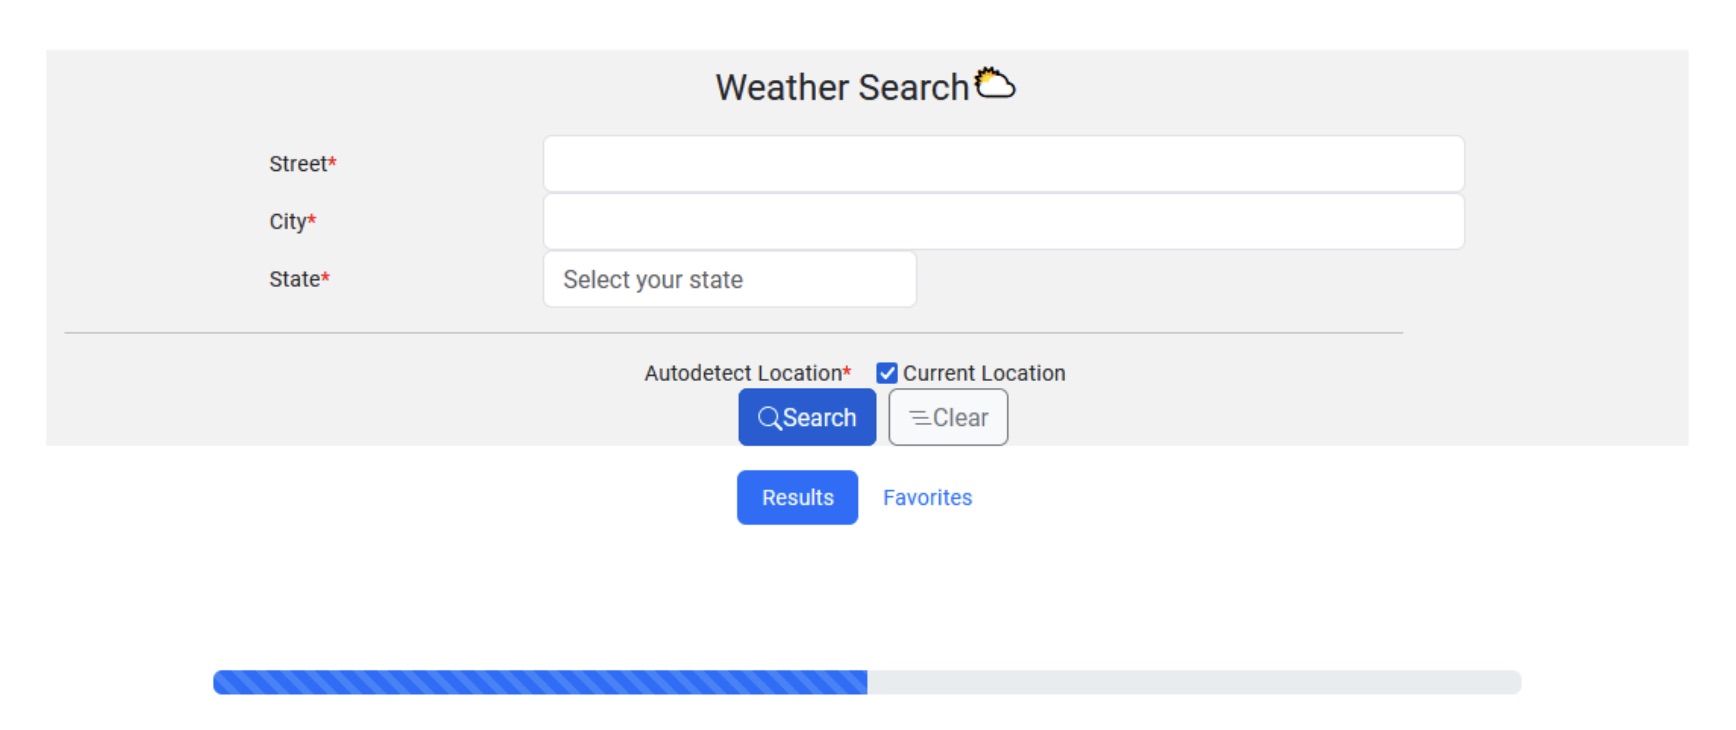 Weather Search
Street*
City*
State* Select your state
Autodetect Location* Current Location
Search Clear
Results Favorites